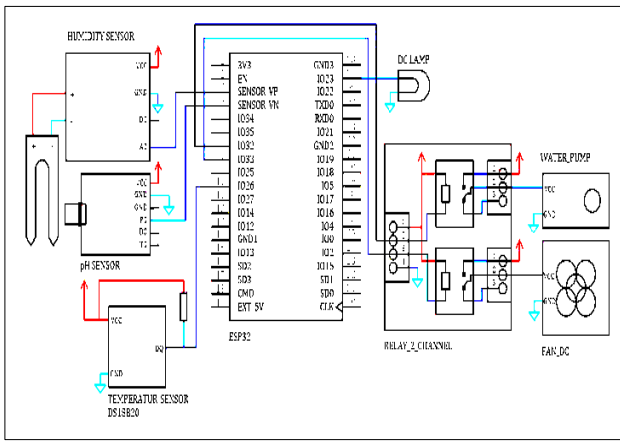 HUMIDITY SENSOR
VCC
GND
DO
AO
+
-
+ -
VCC
GND
GND
PO
DO
TO
pH SENSOR
VCC
DQ
GND
TEMPERATUR SENSOR
DS18B20
3V3
EN
SENSOR VP
SENSOR VN
IO34
IO35
IO32
IO33
IO25
IO26
IO27
IO14
IO12
GND1
IO13
SD2
SD3
CMD
EXT 5V
GND3
IO23
IO22
TXD0
RXD0
IO21
GND2
IO19
IO18
IO5
IO17
IO16
IO4
IO0
IO2
IO15
SD1
SD0
CLK
ESP32
DC LAMP
RELAY_2_CHANNEL
WATER_PUMP
VCC
GND
VCC
GND
FAN_DC